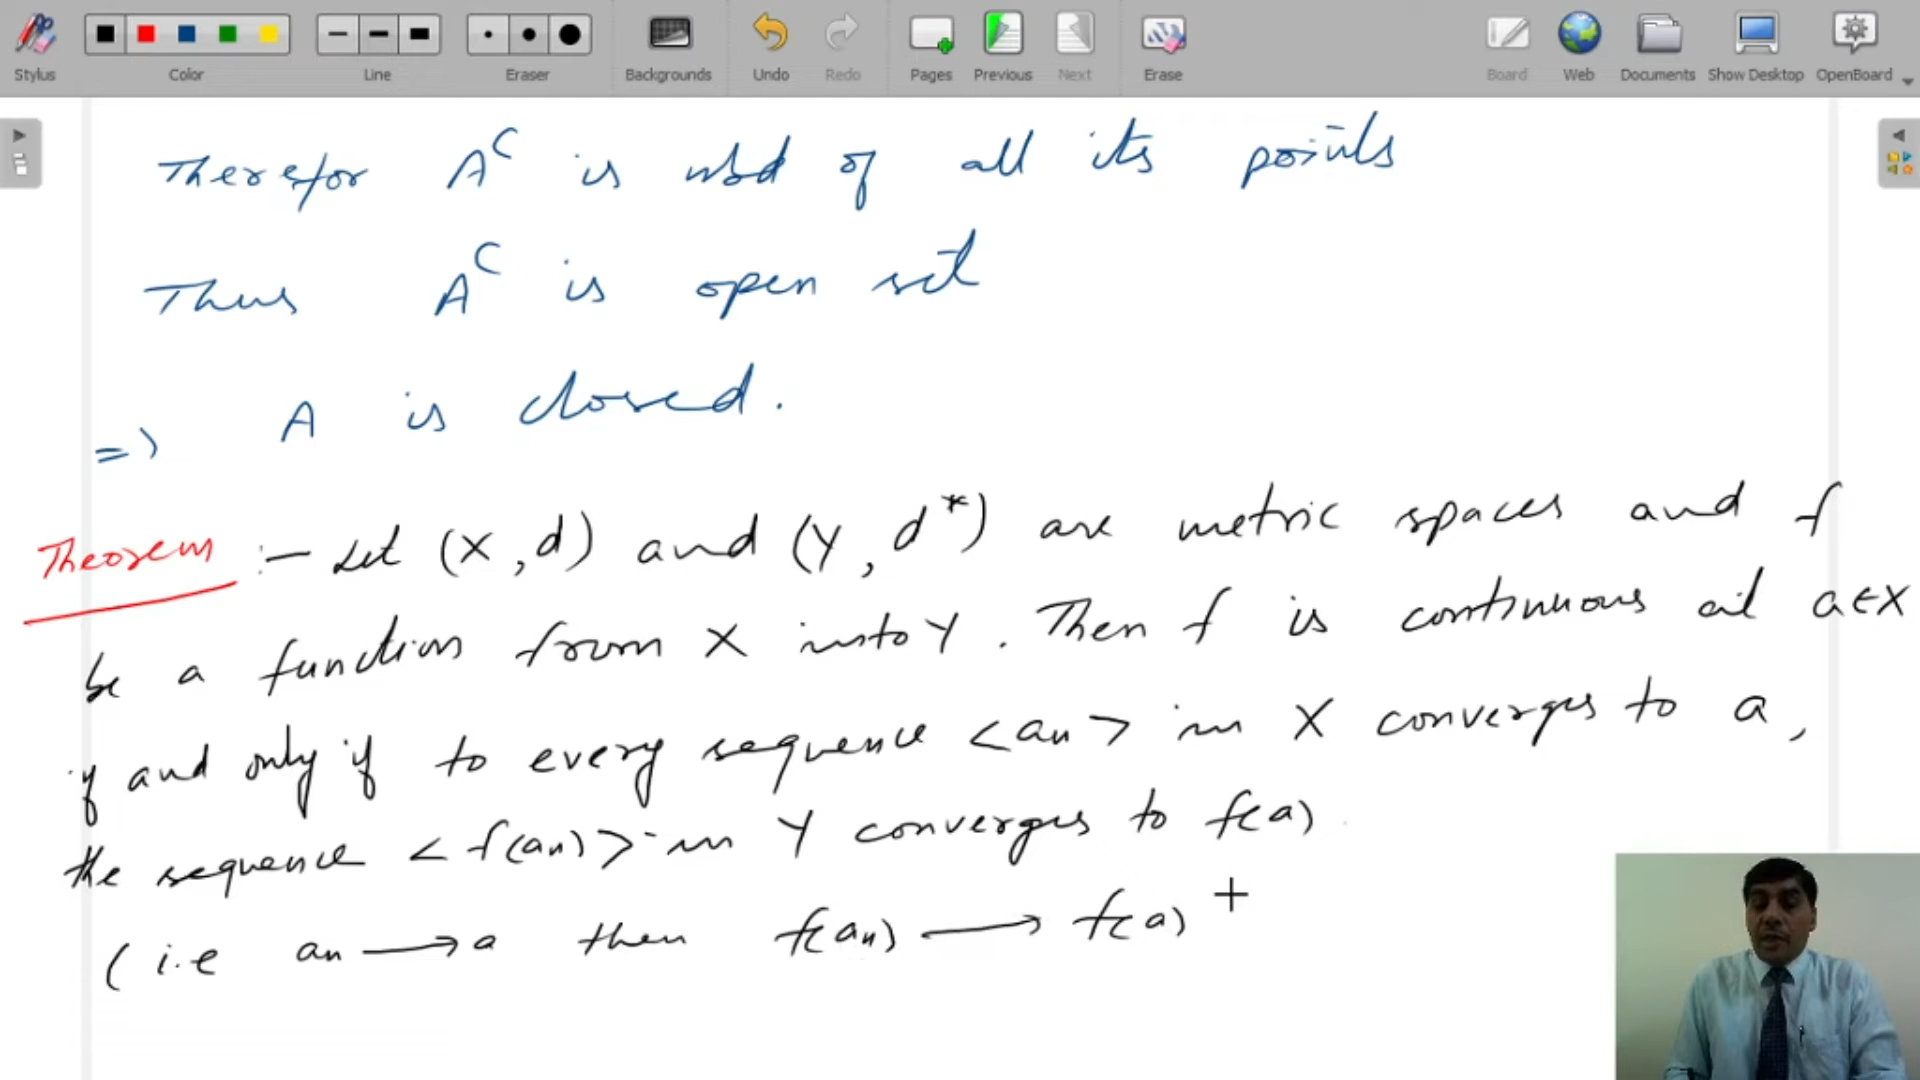 Stylus Color Line Eraser Backgrounds Undo Redo Pages Previous Next Erase Board Web Documents Show Desktop OpenBoard
Therefor A^C is nbd of all its points
Thus A^C is open set
=> A is closed.
Theorem :- Let (X, d) and (Y, d*) are metric spaces and f
be a function from X into Y. Then f is continuous at a∈X
if and only if to every sequence <an> in X converges to a,
the sequence <f(an)> in Y converges to f(a)
(i.e an → a then f(an) → f(a)